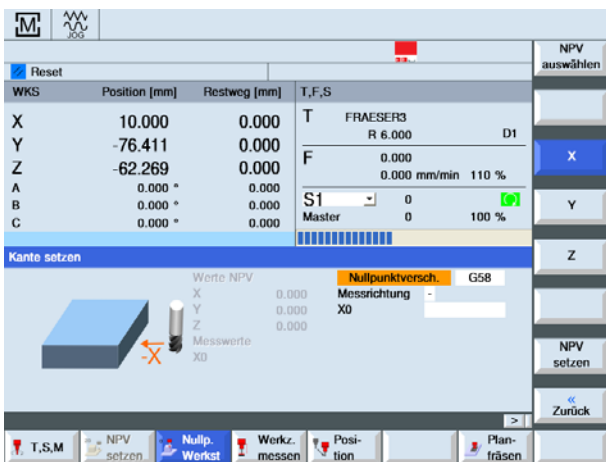 M
JOG
NPV
auswählen
Reset
WKS Position [mm] Restweg [mm] T,F,S
X 10.000 0.000
Y -76.411 0.000
Z -62.269 0.000
A 0.000 ° 0.000
B 0.000 ° 0.000
C 0.000 ° 0.000
T FRAESER3
R 6.000 D1
F 0.000
0.000 mm/min 110 %
S1 0
Master 0 100 %
X
Y
Z
Kante setzen
Werte NPV
X 0.000
Y 0.000
Z 0.000
Messwerte
X0
Nullpunktversch. G58
Messrichtung -
X0
-X
NPV
setzen
«
Zurück
>
T,S,M
NPV
setzen
Nullp.
Werkst
Werkz.
messen
Posi-
tion
Plan-
fräsen